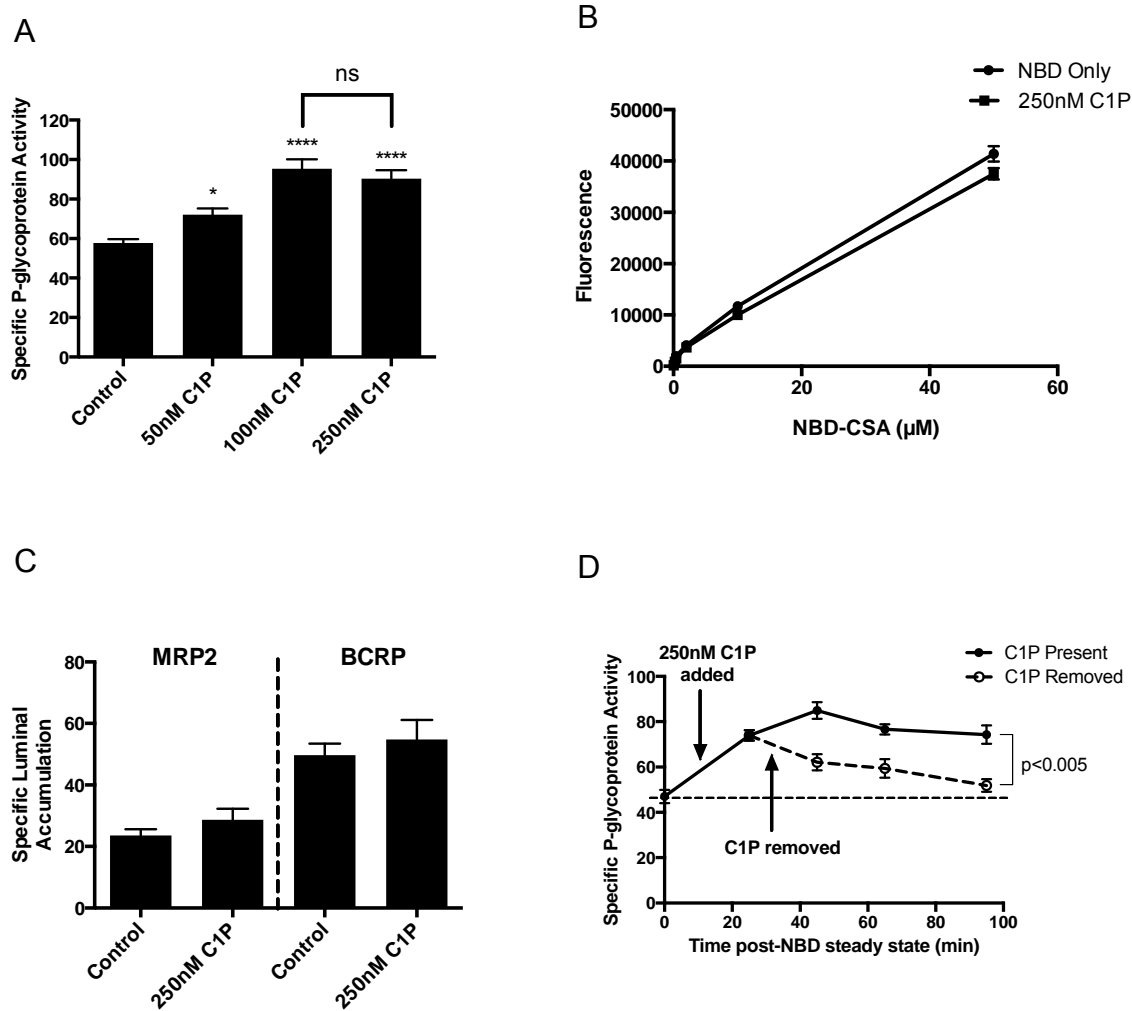 A
ns
Specific P-glycoprotein Activity
120
100
80
60
40
20
0
*
****
****
Control
50nM C1P
100nM C1P
250nM C1P
B
NBD Only
250nM C1P
Fluorescence
50000
40000
30000
20000
10000
0
0
20
40
60
NBD-CSA (µM)
C
MRP2
BCRP
Specific Luminal
Accumulation
80
60
40
20
0
Control
250nM C1P
Control
250nM C1P
D
C1P Present
C1P Removed
250nM C1P
added
Specific P-glycoprotein Activity
100
80
60
40
20
0
p<0.005
C1P removed
0
20
40
60
80
100
Time post-NBD steady state (min)